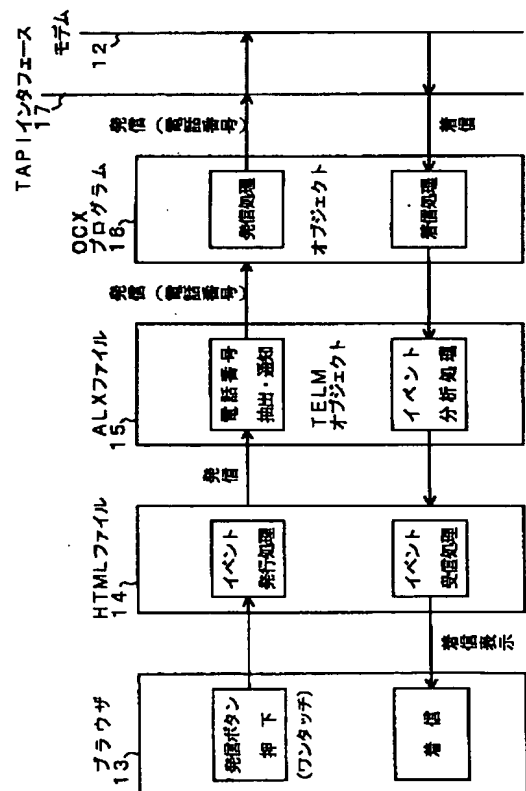 ブラウザ
13
発信ボタン
押下
(ワンタッチ)
着信
HTMLファイル
14
イベント
発行処理
イベント
受信処理
着信表示
発信
ALXファイル
15
電話番号
抽出・通知
TELM
オブジェクト
イベント
分析処理
発信(電話番号)
OCX
プログラム
16
発信処理
オブジェクト
着信処理
発信(電話番号)
着信
TAPIインタフェース
17
モデム
12